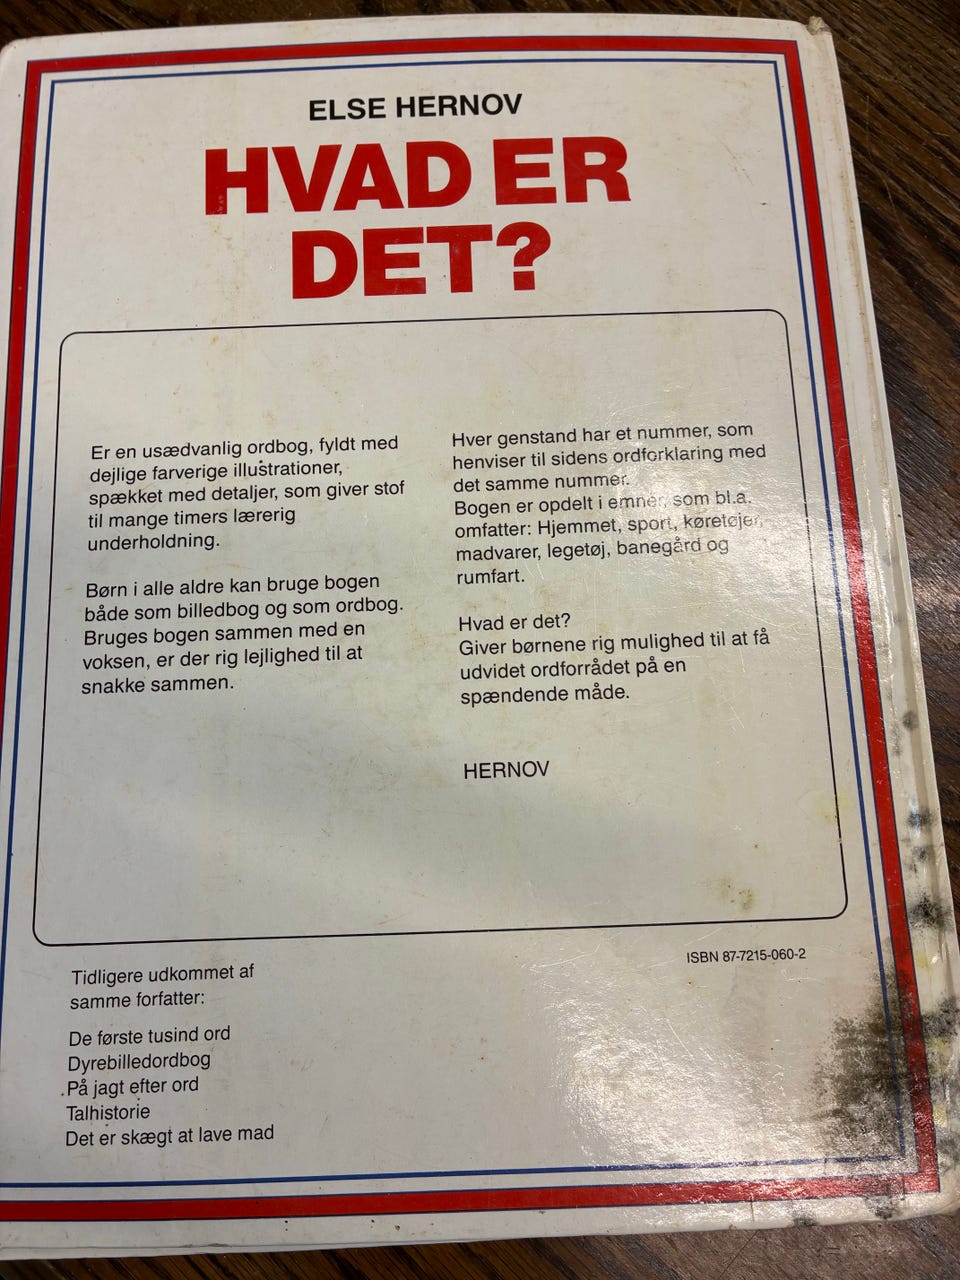 ELSE HERNOV
HVAD ER
DET?
Er en usædvanlig ordbog, fyldt med
dejlige farverige illustrationer,
spækket med detaljer, som giver stof
til mange timers lærerig
underholdning.
Børn i alle aldre kan bruge bogen
både som billedbog og som ordbog.
Bruges bogen sammen med en
voksen, er der rig lejlighed til at
snakke sammen.
Hver genstand har et nummer, som
henviser til sidens ordforklaring med
det samme nummer.
Bogen er opdelt i emner, som bl.a.
omfatter: Hjemmet, sport, køretøjer,
madvarer, legetøj, banegård og
rumfart.
Hvad er det?
Giver børnene rig mulighed til at få
udvidet ordforrådet på en
spændende måde.
HERNOV
ISBN 87-7215-060-2
Tidligere udkommet af
samme forfatter:
De første tusind ord
Dyrebilledordbog
På jagt efter ord
Talhistorie
Det er skægt at lave mad